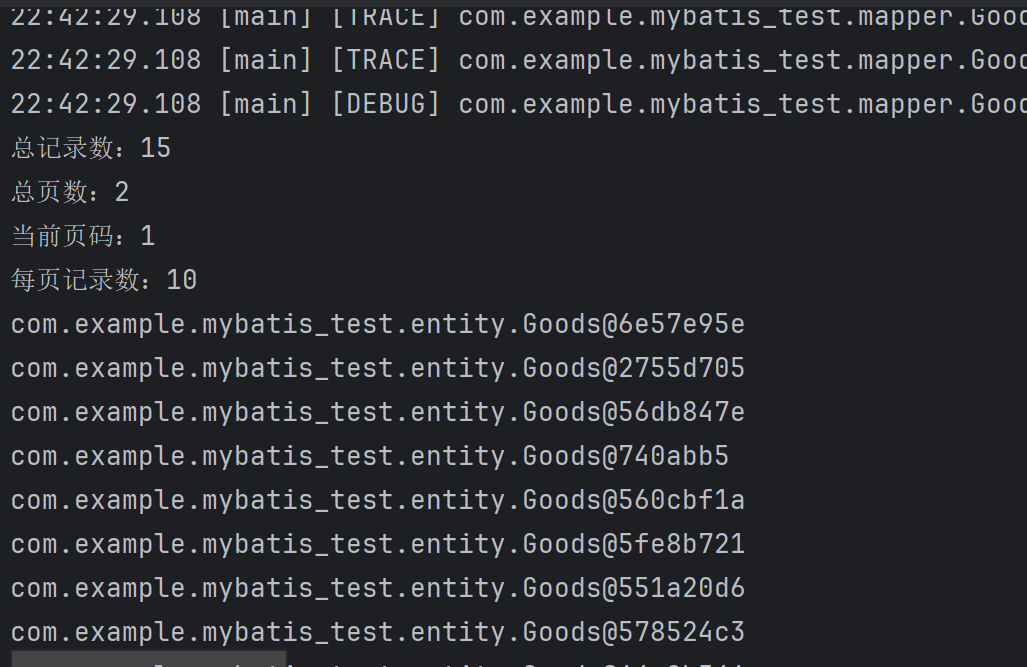 22:42:29.108 [main] [TRACE] com.example.mybatis_test.mapper.Good
22:42:29.108 [main] [TRACE] com.example.mybatis_test.mapper.Good
22:42:29.108 [main] [DEBUG] com.example.mybatis_test.mapper.Good
总记录数：15
总页数：2
当前页码：1
每页记录数：10
com.example.mybatis_test.entity.Goods@6e57e95e
com.example.mybatis_test.entity.Goods@2755d705
com.example.mybatis_test.entity.Goods@56db847e
com.example.mybatis_test.entity.Goods@740abb5
com.example.mybatis_test.entity.Goods@560cbf1a
com.example.mybatis_test.entity.Goods@5fe8b721
com.example.mybatis_test.entity.Goods@551a20d6
com.example.mybatis_test.entity.Goods@578524c3